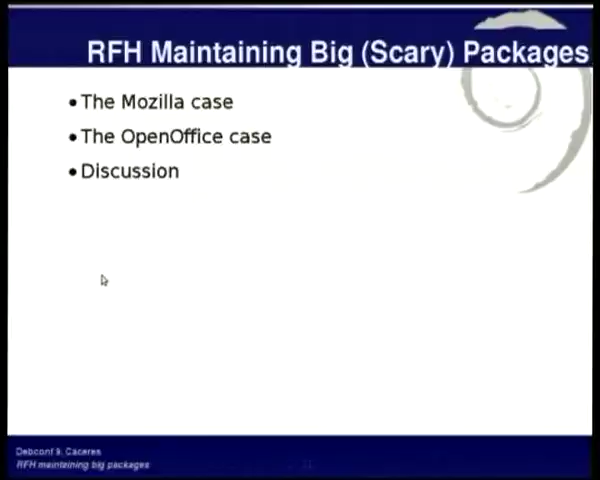 RFH Maintaining Big (Scary) Packages
• The Mozilla case
• The OpenOffice case
• Discussion
Debconf 9, Caceres
RFH maintaining big packages